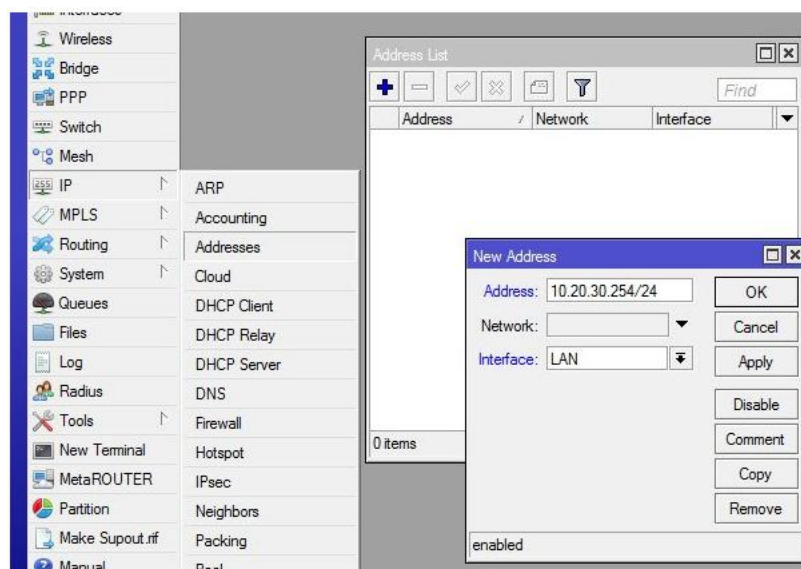 Wireless
Bridge
PPP
Switch
Mesh
255 IP
MPLS
Routing
System
Queues
Files
Log
Radius
Tools
New Terminal
MetaROUTER
Partition
Make Supout.rif
Manual
ARP
Accounting
Addresses
Cloud
DHCP Client
DHCP Relay
DHCP Server
DNS
Firewall
Hotspot
IPsec
Neighbors
Packing
Address List
Find
Address / Network Interface
0 items
New Address
Address: 10.20.30.254/24
Network:
Interface: LAN
OK
Cancel
Apply
Disable
Comment
Copy
Remove
enabled